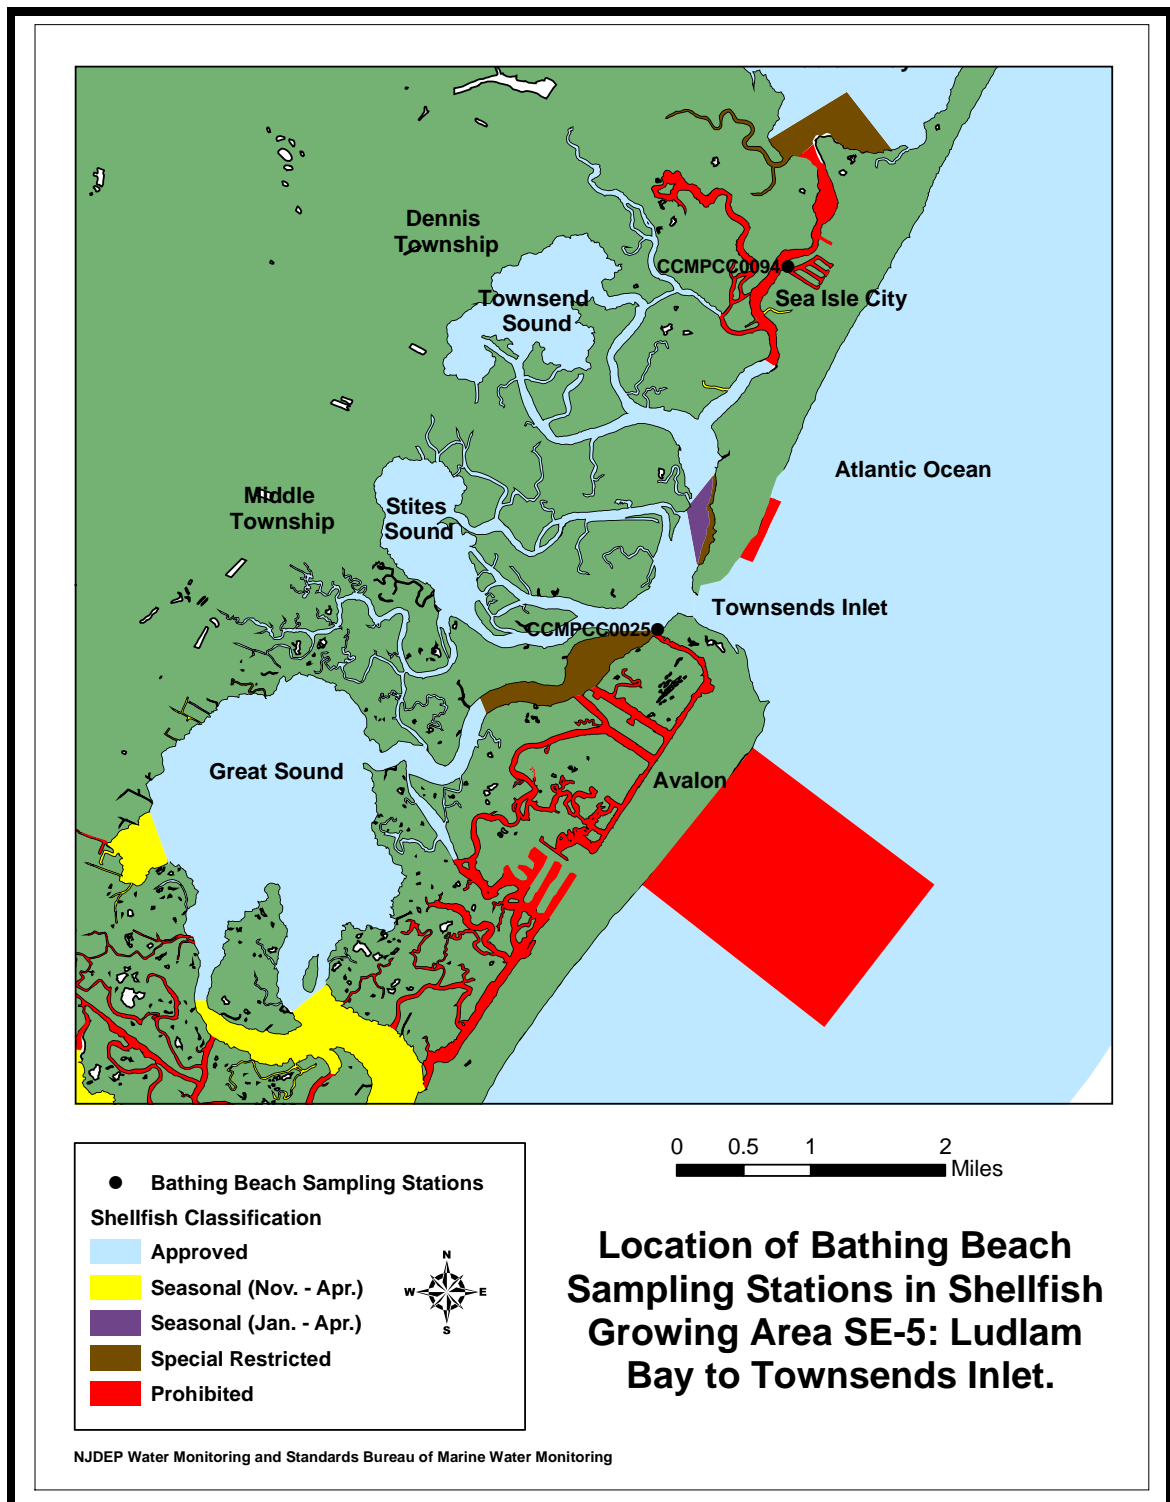 Dennis
Township
CCMPCC0094
Townsend
Sound
Sea Isle City
Atlantic Ocean
Middle
Township
Stites
Sound
Townsends Inlet
CCMPCC0025
Great Sound
Avalon
Bathing Beach Sampling Stations
Shellfish Classification
Approved
Seasonal (Nov. - Apr.)
Seasonal (Jan. - Apr.)
Special Restricted
Prohibited
N
W E
S
0 0.5 1 2
Miles
Location of Bathing Beach
Sampling Stations in Shellfish
Growing Area SE-5: Ludlam
Bay to Townsends Inlet.
NJDEP Water Monitoring and Standards Bureau of Marine Water Monitoring